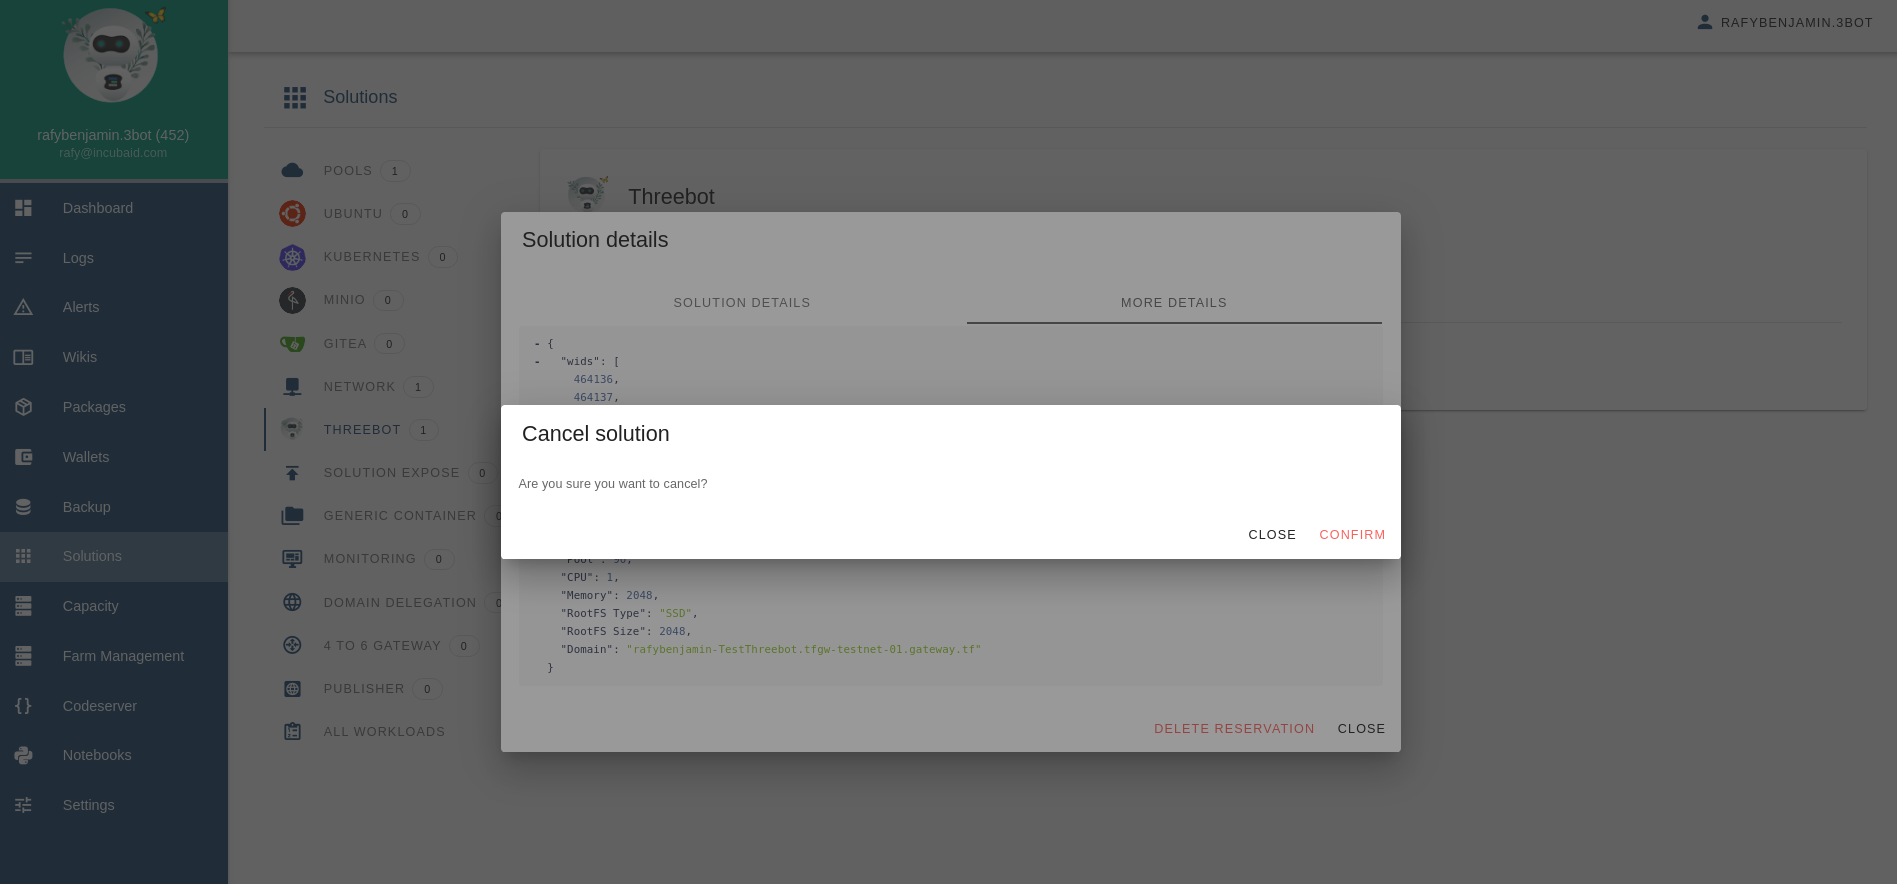 RAFYBENJAMIN.3BOT
rafybenjamin.3bot (452)
rafy@incubaid.com
Dashboard
Logs
Alerts
Wikis
Packages
Wallets
Backup
Solutions
Capacity
Farm Management
Codeserver
Notebooks
Settings
Solutions
POOLS 1
UBUNTU 0
KUBERNETES 0
MINIO 0
GITEA 0
NETWORK 1
THREEBOT 1
SOLUTION EXPOSE 0
GENERIC CONTAINER 0
MONITORING 0
DOMAIN DELEGATION 0
4 TO 6 GATEWAY 0
PUBLISHER 0
ALL WORKLOADS
Threebot
Solution details
SOLUTION DETAILS
MORE DETAILS
- {
- "wids": [
464136,
464137,
Cancel solution
Are you sure you want to cancel?
CLOSE CONFIRM
"CPU": 1,
"Memory": 2048,
"RootFS Type": "SSD",
"RootFS Size": 2048,
"Domain": "rafybenjamin-TestThreebot.tfgw-testnet-01.gateway.tf"
}
DELETE RESERVATION CLOSE